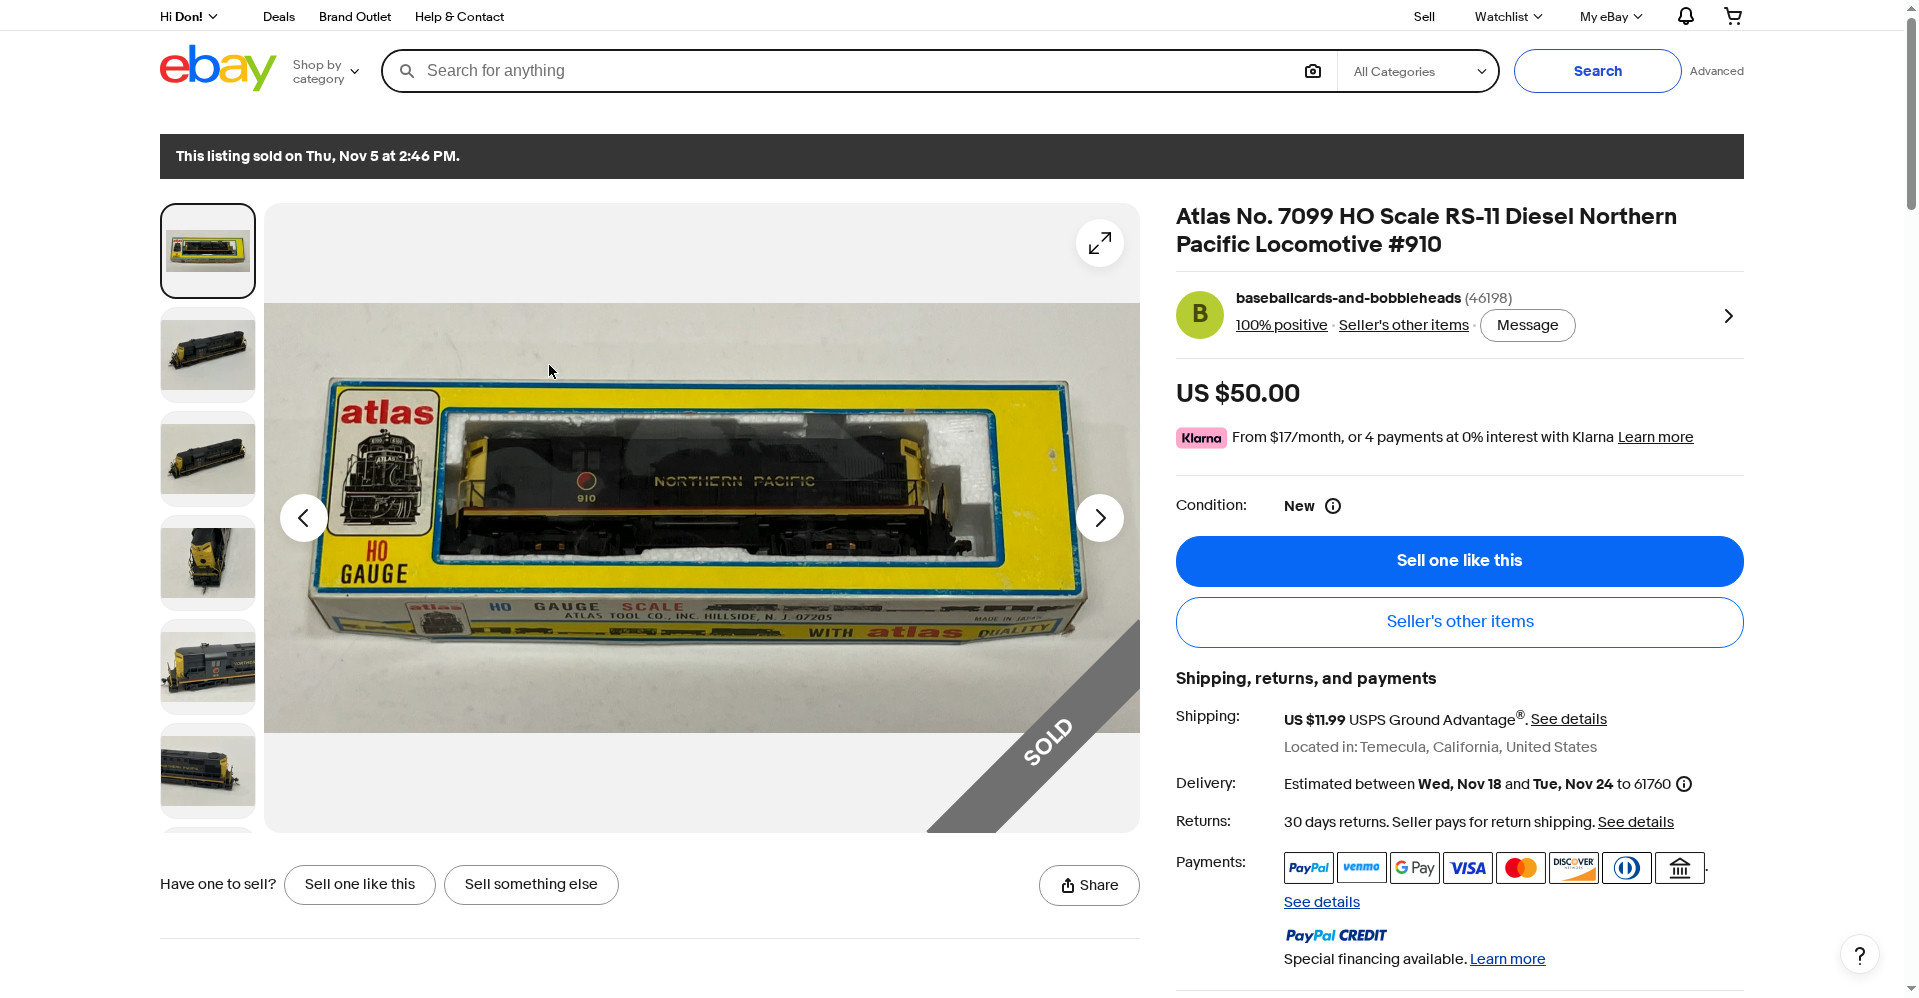 Hi Don!
Deals
Brand Outlet
Help & Contact
Sell
Watchlist
My eBay
ebay
Shop by
category
Search for anything
All Categories
Search
Advanced
This listing sold on Thu, Nov 5 at 2:46 PM.
atlas
ATLAS
NORTHERN PACIFIC
910
HO
GAUGE
atlas
HO GAUGE SCALE
ATLAS TOOL CO., INC. HILLSIDE, N. J. 07205
MADE IN JAPAN
WITH atlas QUALITY
SOLD
Have one to sell?
Sell one like this
Sell something else
Share
Atlas No. 7099 HO Scale RS-11 Diesel Northern
Pacific Locomotive #910
B
baseballcards-and-bobbleheads (46198)
100% positive · Seller's other items · Message
US $50.00
Klarna From $17/month, or 4 payments at 0% interest with Klarna Learn more
Condition: New
Sell one like this
Seller's other items
Shipping, returns, and payments
Shipping: US $11.99 USPS Ground Advantage®. See details
Located in: Temecula, California, United States
Delivery: Estimated between Wed, Nov 18 and Tue, Nov 24 to 61760
Returns: 30 days returns. Seller pays for return shipping. See details
Payments: PayPal venmo G Pay VISA DISCOVER .
See details
PayPal CREDIT
Special financing available. Learn more
?